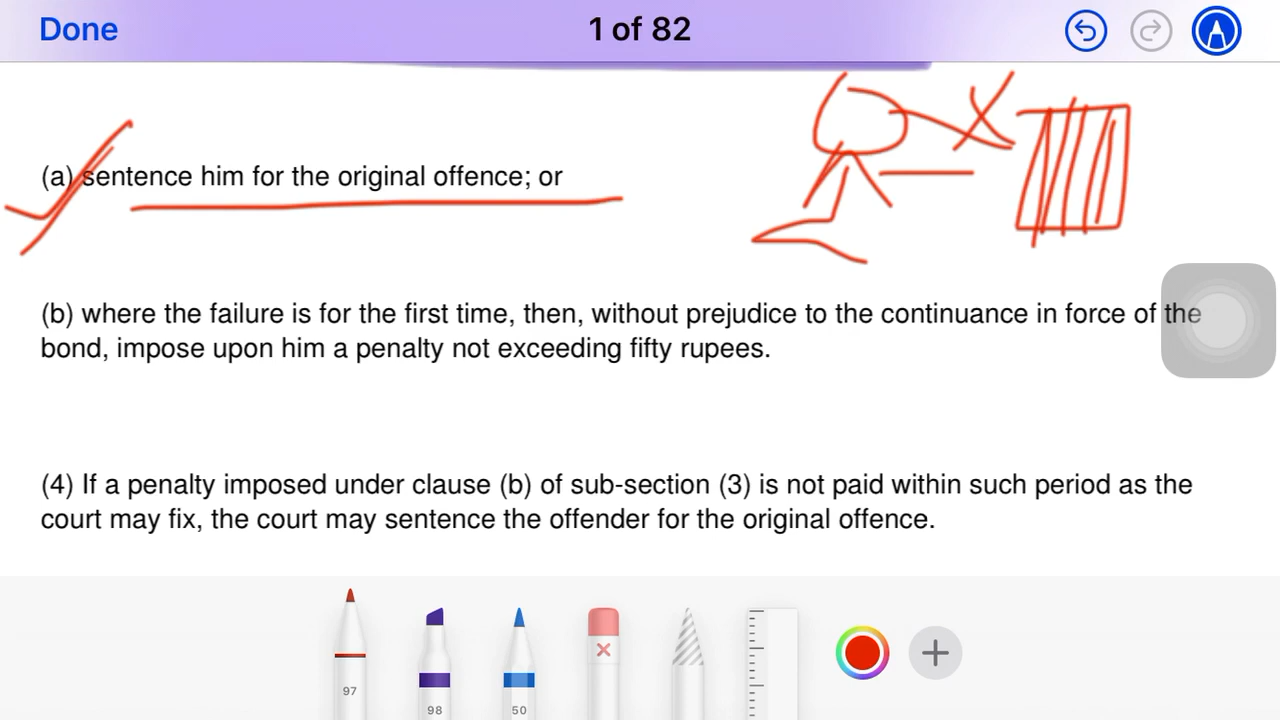 Done
1 of 82
(a) sentence him for the original offence; or
(b) where the failure is for the first time, then, without prejudice to the continuance in force of the
bond, impose upon him a penalty not exceeding fifty rupees.
(4) If a penalty imposed under clause (b) of sub-section (3) is not paid within such period as the
court may fix, the court may sentence the offender for the original offence.
97
98
50